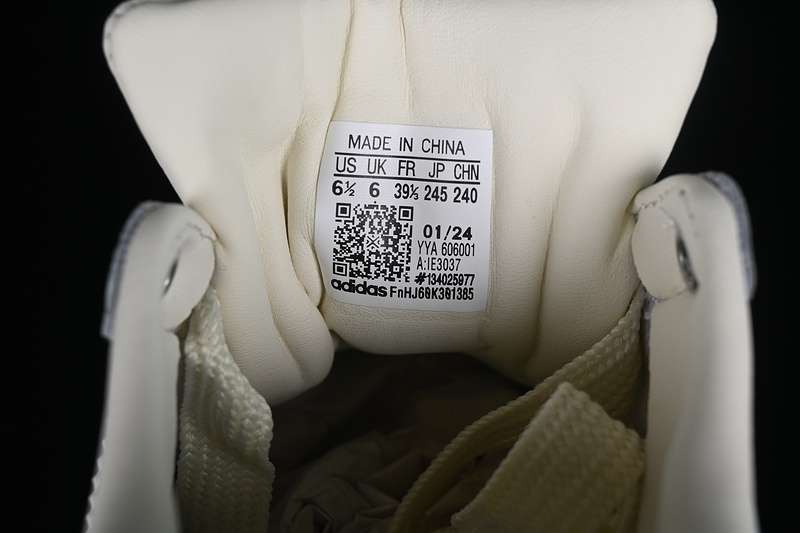 MADE IN CHINA
US UK FR JP CHN
6½ 6 39⅓ 245 240
01/24
YYA 606001
A:IE3037
#134025977
adidas FnHJ60K301385